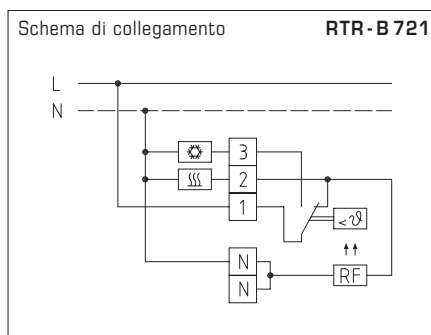 Schema di collegamento RTR-B 721
L
N
3
2
1
<ϑ
N
RF
N